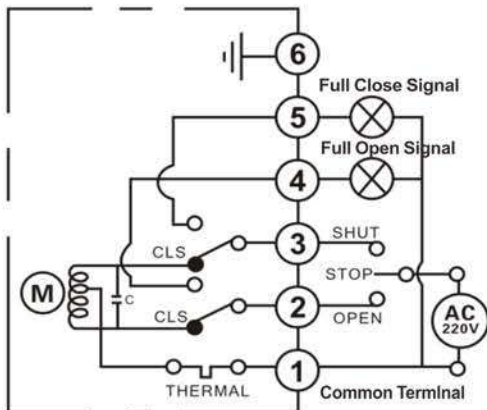 6
Full Close Signal
5
Full Open Signal
4
CLS
3
SHUT
STOP
M
C
CLS
2
OPEN
AC
220V
1
THERMAL
Common Terminal